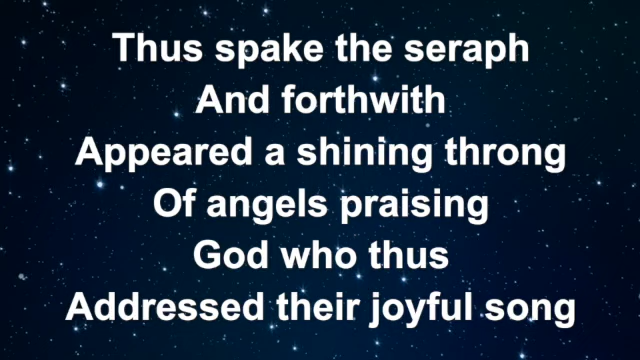 Thus spake the seraph
And forthwith
Appeared a shining throng
Of angels praising
God who thus
Addressed their joyful song